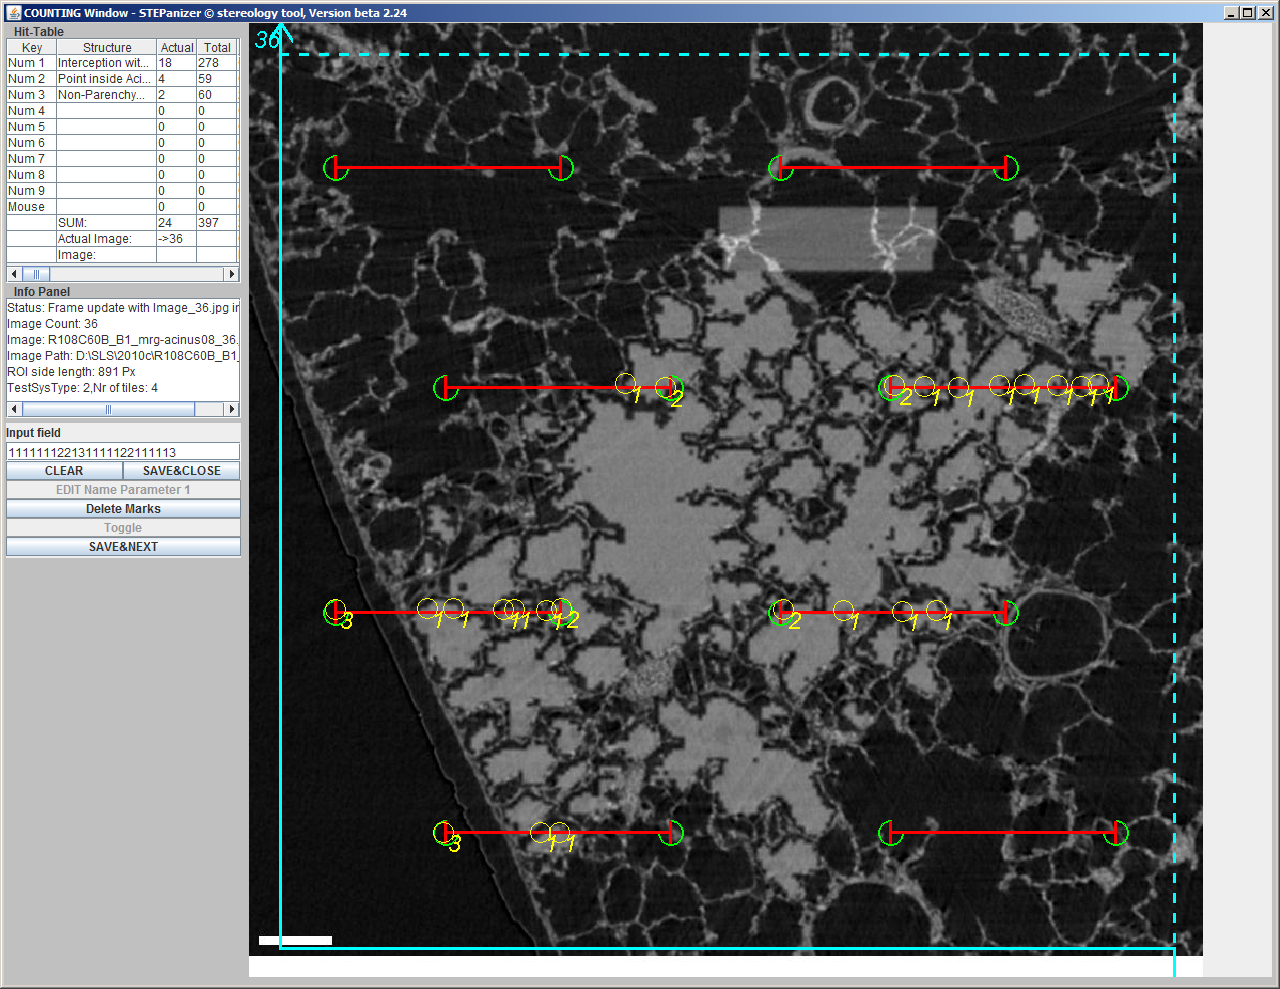 COUNTING Window - STEPanizer © stereology tool, Version beta 2.24
Hit-Table
Key Structure Actual Total
Num 1 Interception wit... 18 278
Num 2 Point inside Aci... 4 59
Num 3 Non-Parenchy... 2 60
Num 4 0 0
Num 5 0 0
Num 6 0 0
Num 7 0 0
Num 8 0 0
Num 9 0 0
Mouse 0 0
SUM: 24 397
Actual Image: ->36
Image:
Info Panel
Status: Frame update with Image_36.jpg in
Image Count: 36
Image: R108C60B_B1_mrg-acinus08_36.
Image Path: D:\SLS\2010c\R108C60B_B1_
ROI side length: 891 Px
TestSysType: 2,Nr of tiles: 4
Input field
111111122131111122111113
CLEAR SAVE&CLOSE
EDIT Name Parameter 1
Delete Marks
Toggle
SAVE&NEXT
36
1 2 2 1 1 1 1 1 1 1
3 1 1 1 1 1 2 2 1 1 1
3 1 1